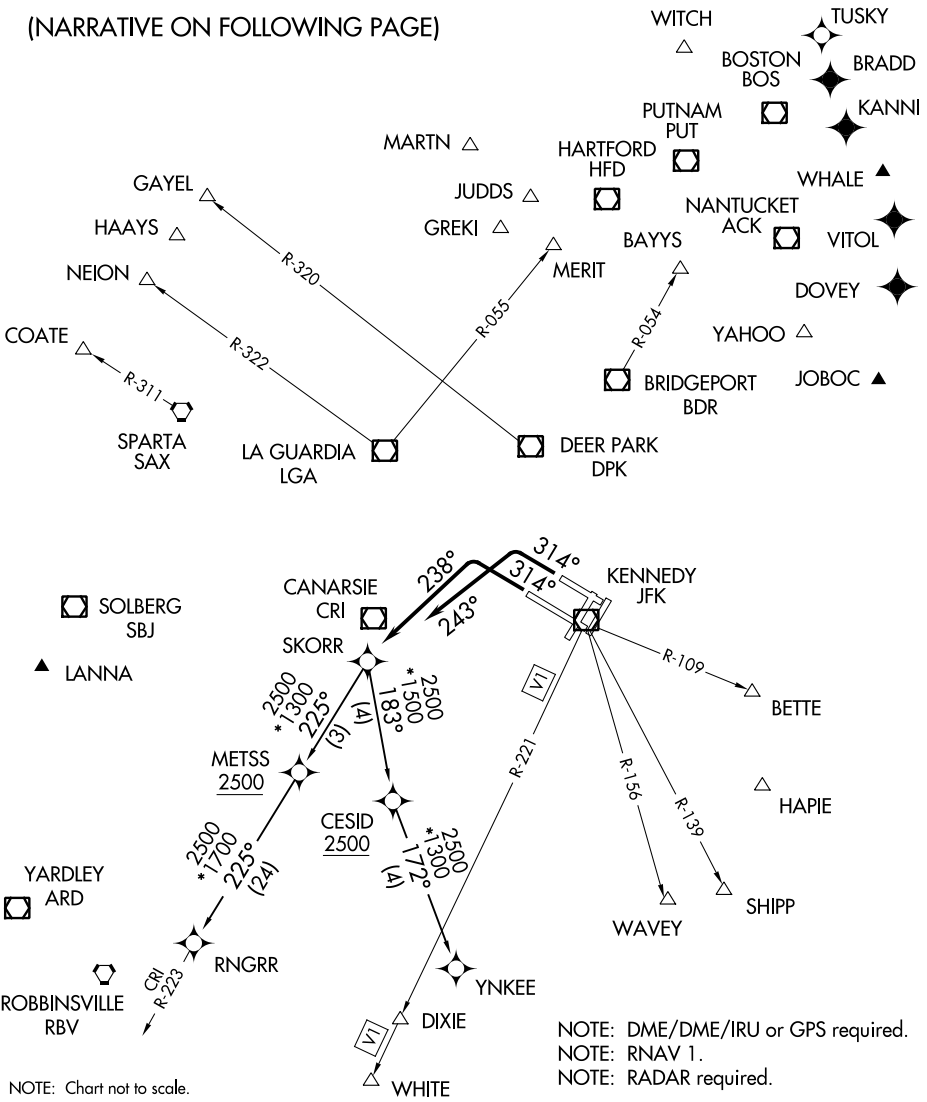 (NARRATIVE ON FOLLOWING PAGE)
WITCH
TUSKY
BOSTON
BOS
BRADD
KANNI
PUTNAM
PUT
MARTN
HARTFORD
HFD
WHALE
GAYEL
JUDDS
NANTUCKET
ACK
HAAYS
GREKI
BAYYS
VITOL
NEION
MERIT
R-320
R-055
DOVEY
COATE
R-322
R-054
YAHOO
R-311
BRIDGEPORT
BDR
JOBOC
SPARTA
SAX
LA GUARDIA
LGA
DEER PARK
DPK
314°
238°
314°
243°
KENNEDY
JFK
CANARSIE
CRI
SOLBERG
SBJ
SKORR
LANNA
R-109
V1
BETTE
2500
*1300
225°
(3)
2500
*1500
183°
(4)
METSS
2500
R-221
R-156
R-139
HAPIE
CESID
2500
2500
*1700
225°
(24)
2500
*1300
172°
(4)
YARDLEY
ARD
SHIPP
WAVEY
RNGRR
CRI
R-223
ROBBINSVILLE
RBV
YNKEE
DIXIE
V1
WHITE
NOTE: DME/DME/IRU or GPS required.
NOTE: RNAV 1.
NOTE: RADAR required.
NOTE: Chart not to scale.